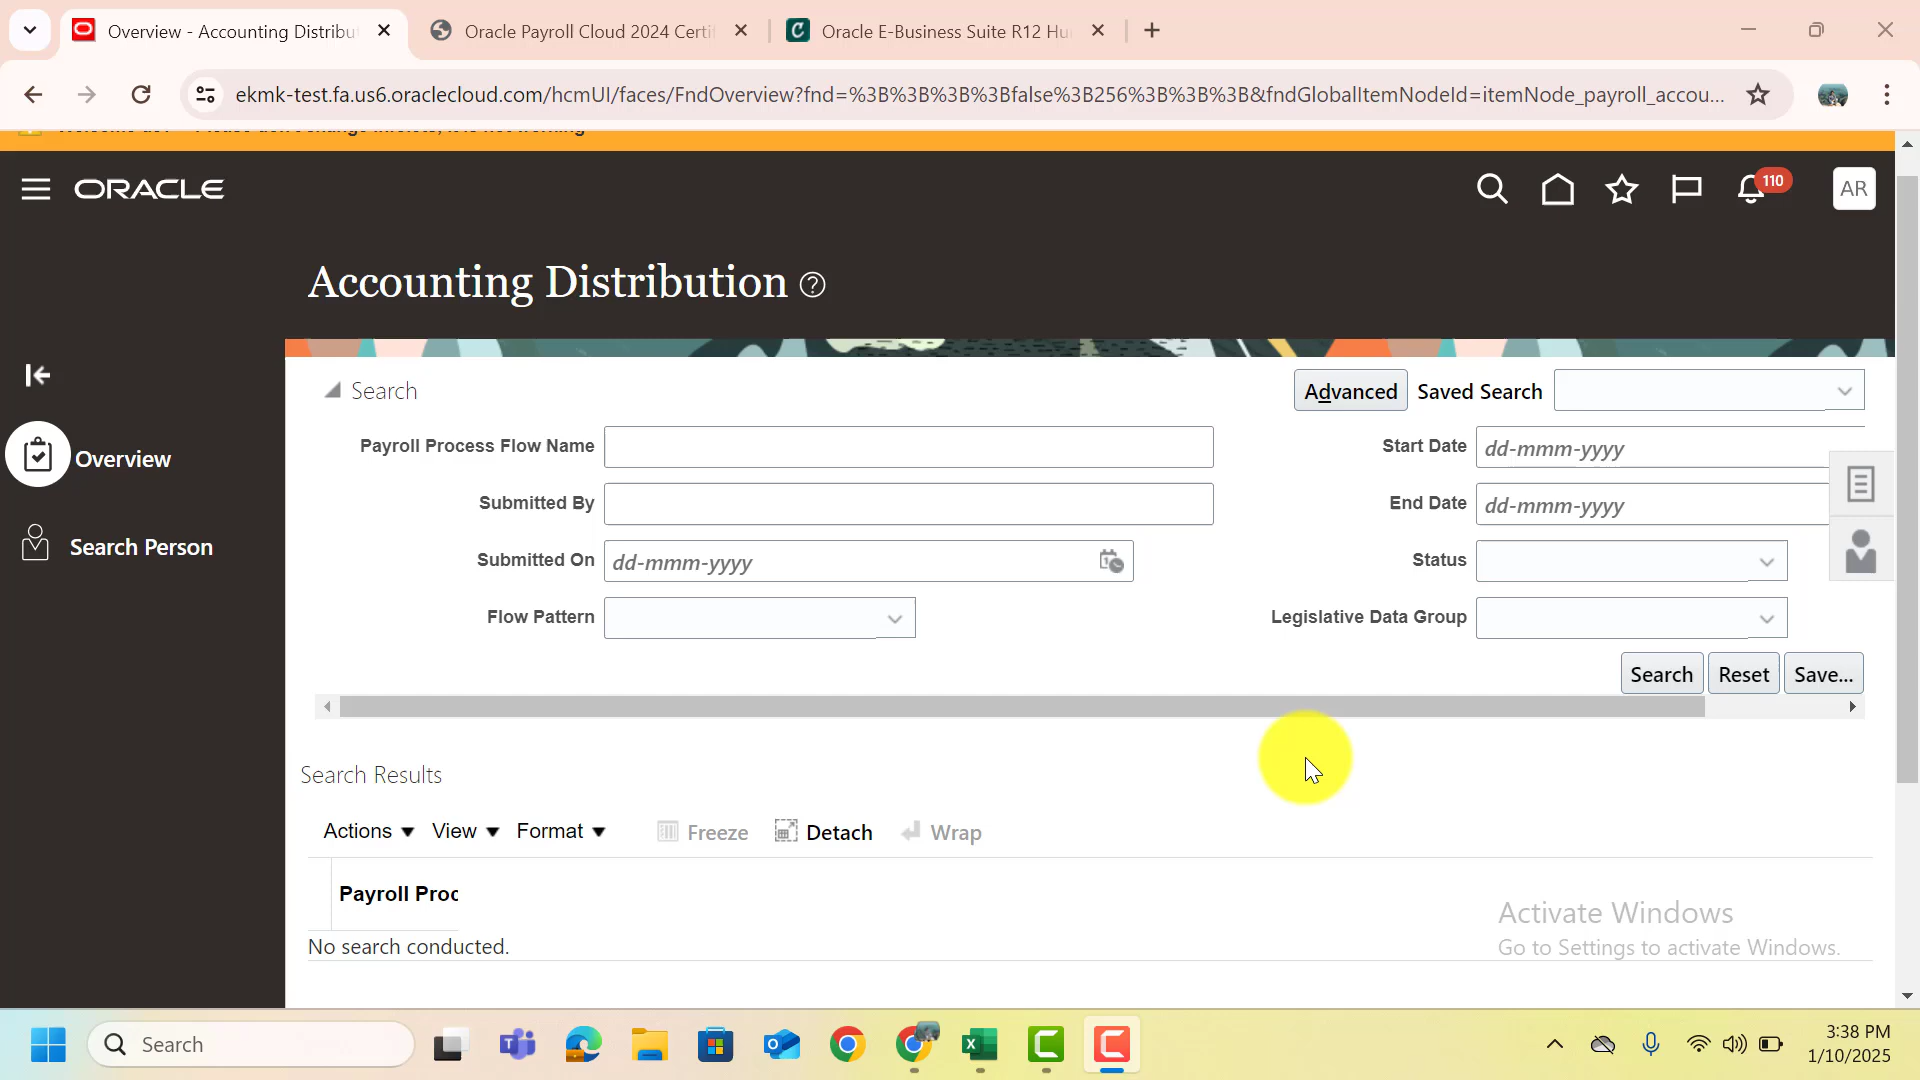 Overview - Accounting Distribu
Oracle Payroll Cloud 2024 Certi
Oracle E-Business Suite R12 Hu
ekmk-test.fa.us6.oraclecloud.com/hcmUI/faces/FndOverview?fnd=%3B%3B%3B%3Bfalse%3B256%3B%3B%3B&fndGlobalItemNodeId=itemNode_payroll_accou...
ORACLE
110
AR
Accounting Distribution
Overview
Search Person
Search
Advanced
Saved Search
Payroll Process Flow Name
Start Date
dd-mmm-yyyy
Submitted By
End Date
dd-mmm-yyyy
Submitted On
dd-mmm-yyyy
Status
Flow Pattern
Legislative Data Group
Search
Reset
Save...
Search Results
Actions
View
Format
Freeze
Detach
Wrap
Payroll Proc
No search conducted.
Activate Windows
Go to Settings to activate Windows.
Search
3:38 PM
1/10/2025